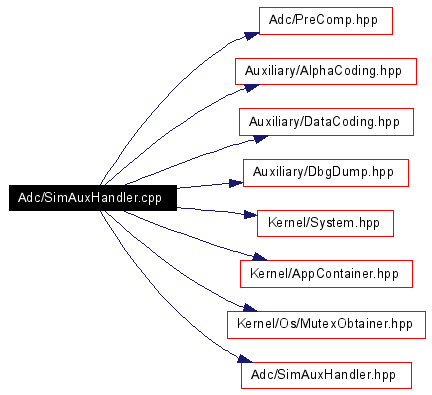 Adc/PreComp.hpp
Auxiliary/AlphaCoding.hpp
Auxiliary/DataCoding.hpp
Auxiliary/DbgDump.hpp
Adc/SimAuxHandler.cpp
Kernel/System.hpp
Kernel/AppContainer.hpp
Kernel/Os/MutexObtainer.hpp
Adc/SimAuxHandler.hpp